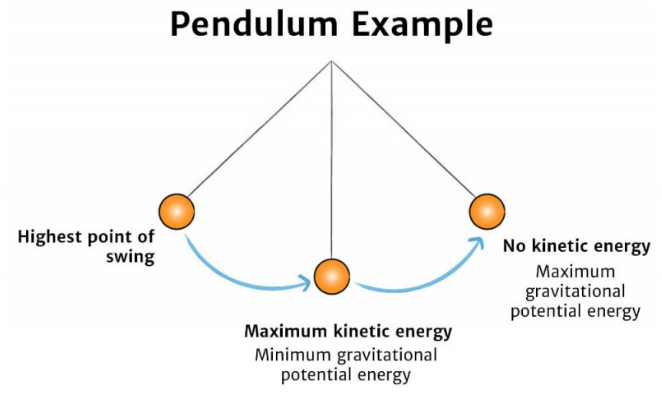 Pendulum Example
Highest point of
swing
No kinetic energy
Maximum
gravitational
potential energy
Maximum kinetic energy
Minimum gravitational
potential energy